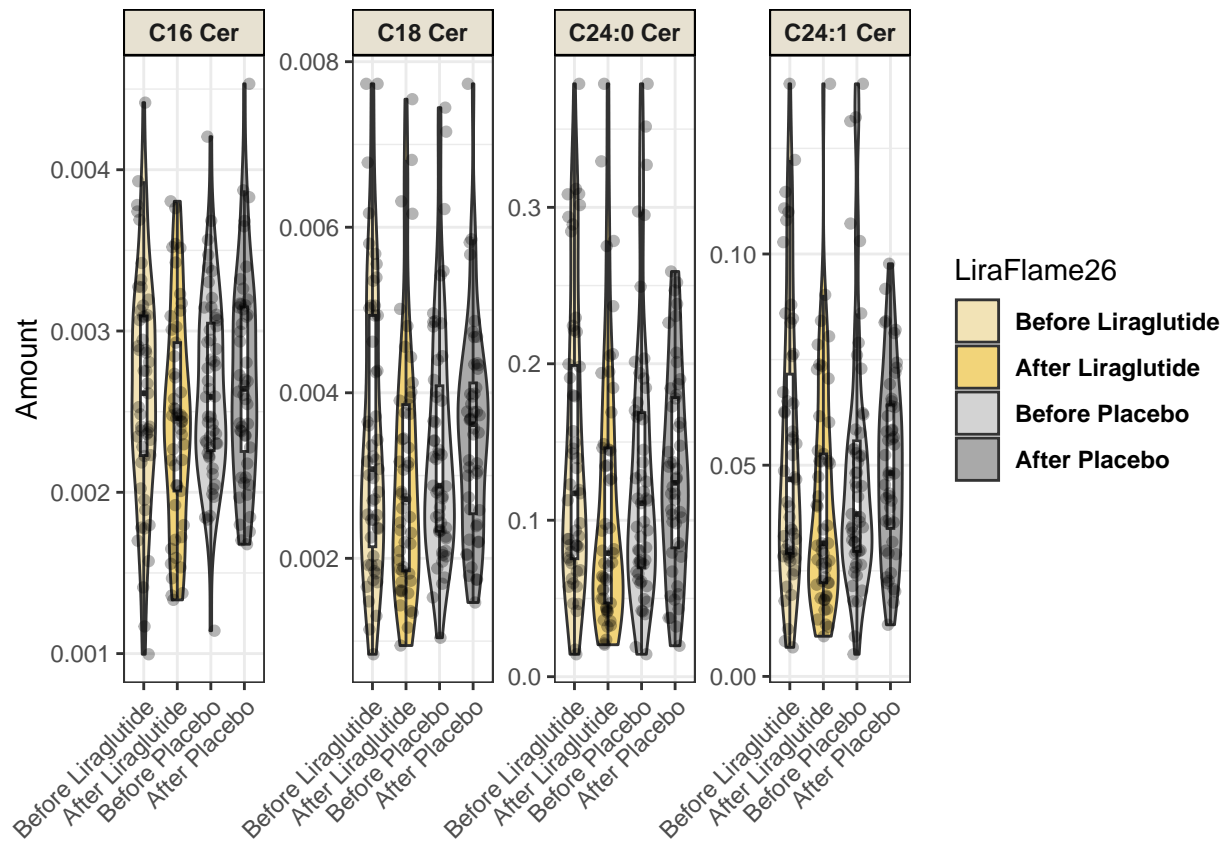 C16 Cer
C18 Cer
C24:0 Cer
C24:1 Cer
Amount
0.004
0.003
0.002
0.001
0.008
0.006
0.004
0.002
0.3
0.2
0.1
0.0
0.10
0.05
0.00
Before Liraglutide
After Liraglutide
Before Placebo
After Placebo
Before Liraglutide
After Liraglutide
Before Placebo
After Placebo
Before Liraglutide
After Liraglutide
Before Placebo
After Placebo
Before Liraglutide
After Liraglutide
Before Placebo
After Placebo
LiraFlame26
Before Liraglutide
After Liraglutide
Before Placebo
After Placebo